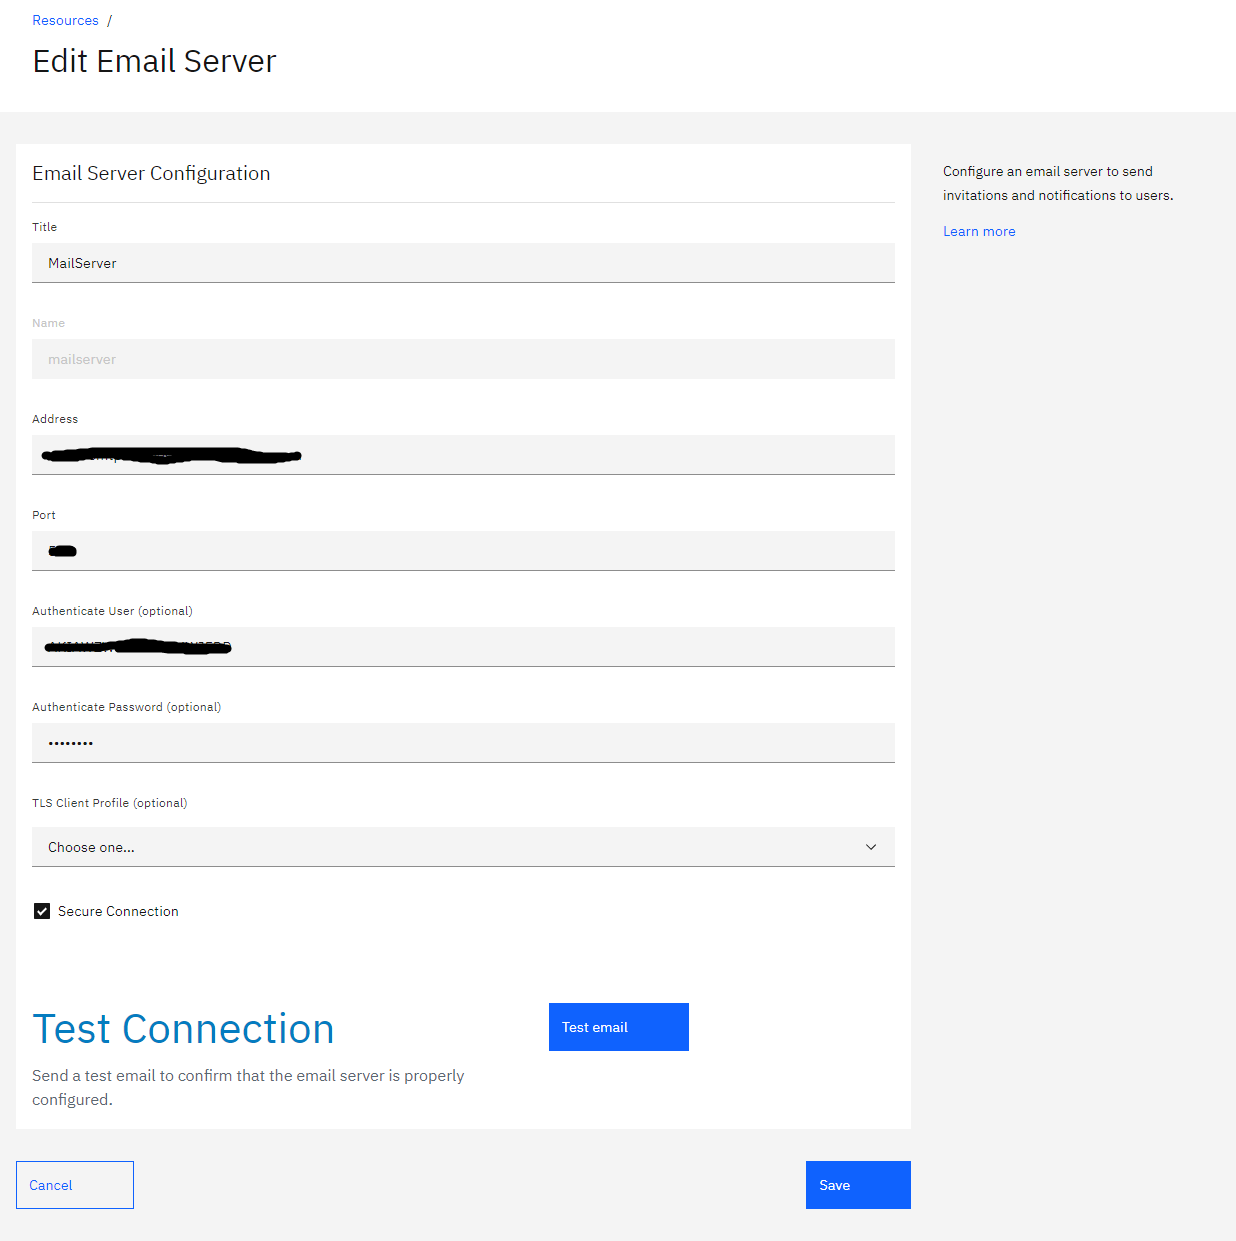 Resources /
Edit Email Server
Email Server Configuration
Title
MailServer
Name
mailserver
Address
Port
Authenticate User (optional)
Authenticate Password (optional)
••••••••
TLS Client Profile (optional)
Choose one...
Secure Connection
Test Connection
Test email
Send a test email to confirm that the email server is properly
configured.
Cancel
Save
Configure an email server to send
invitations and notifications to users.
Learn more